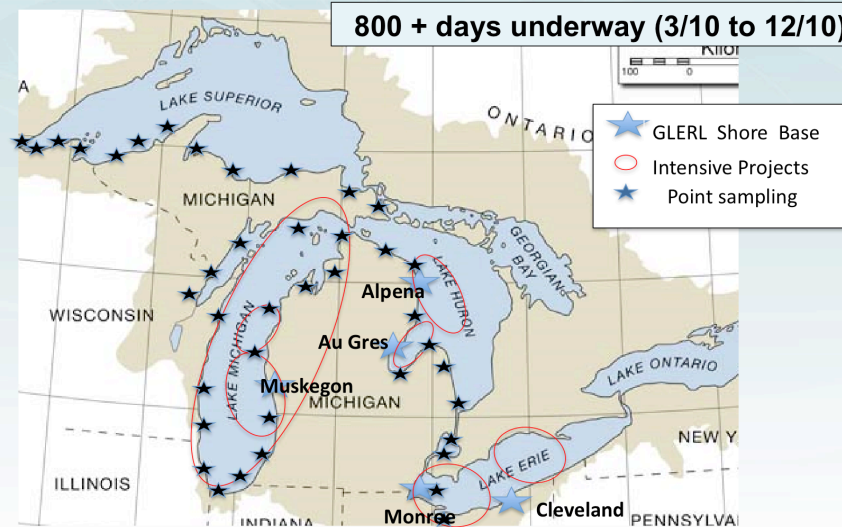 800 + days underway (3/10 to 12/10)
100 0
A
LAKE SUPERIOR
ONTARIO
GLERL Shore Base
Intensive Projects
Point sampling
MICHIGAN
GEORGIAN
BAY
LAKE HURON
Alpena
WISCONSIN
LAKE MICHIGAN
Au Gres
LAKE ONTARIO
Muskegon
MICHIGAN
NEW Y
LAKE ERIE
ILLINOIS
Cleveland
Monroe
INDIANA
PENNSYLVA